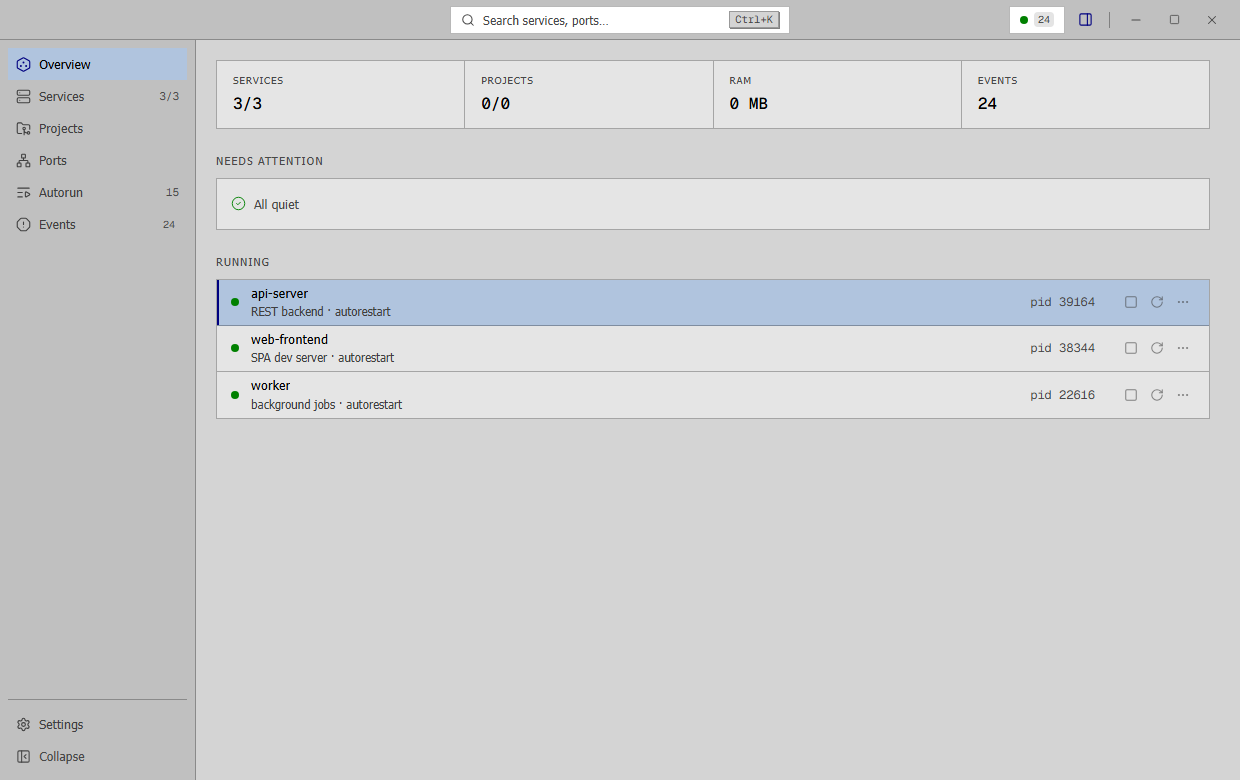 Search services, ports...
Ctrl+K
24
Overview
Services 3/3
Projects
Ports
Autorun 15
Events 24
Settings
Collapse
SERVICES
3/3
PROJECTS
0/0
RAM
0 MB
EVENTS
24
NEEDS ATTENTION
All quiet
RUNNING
api-server
REST backend · autorestart
pid 39164
web-frontend
SPA dev server · autorestart
pid 38344
worker
background jobs · autorestart
pid 22616